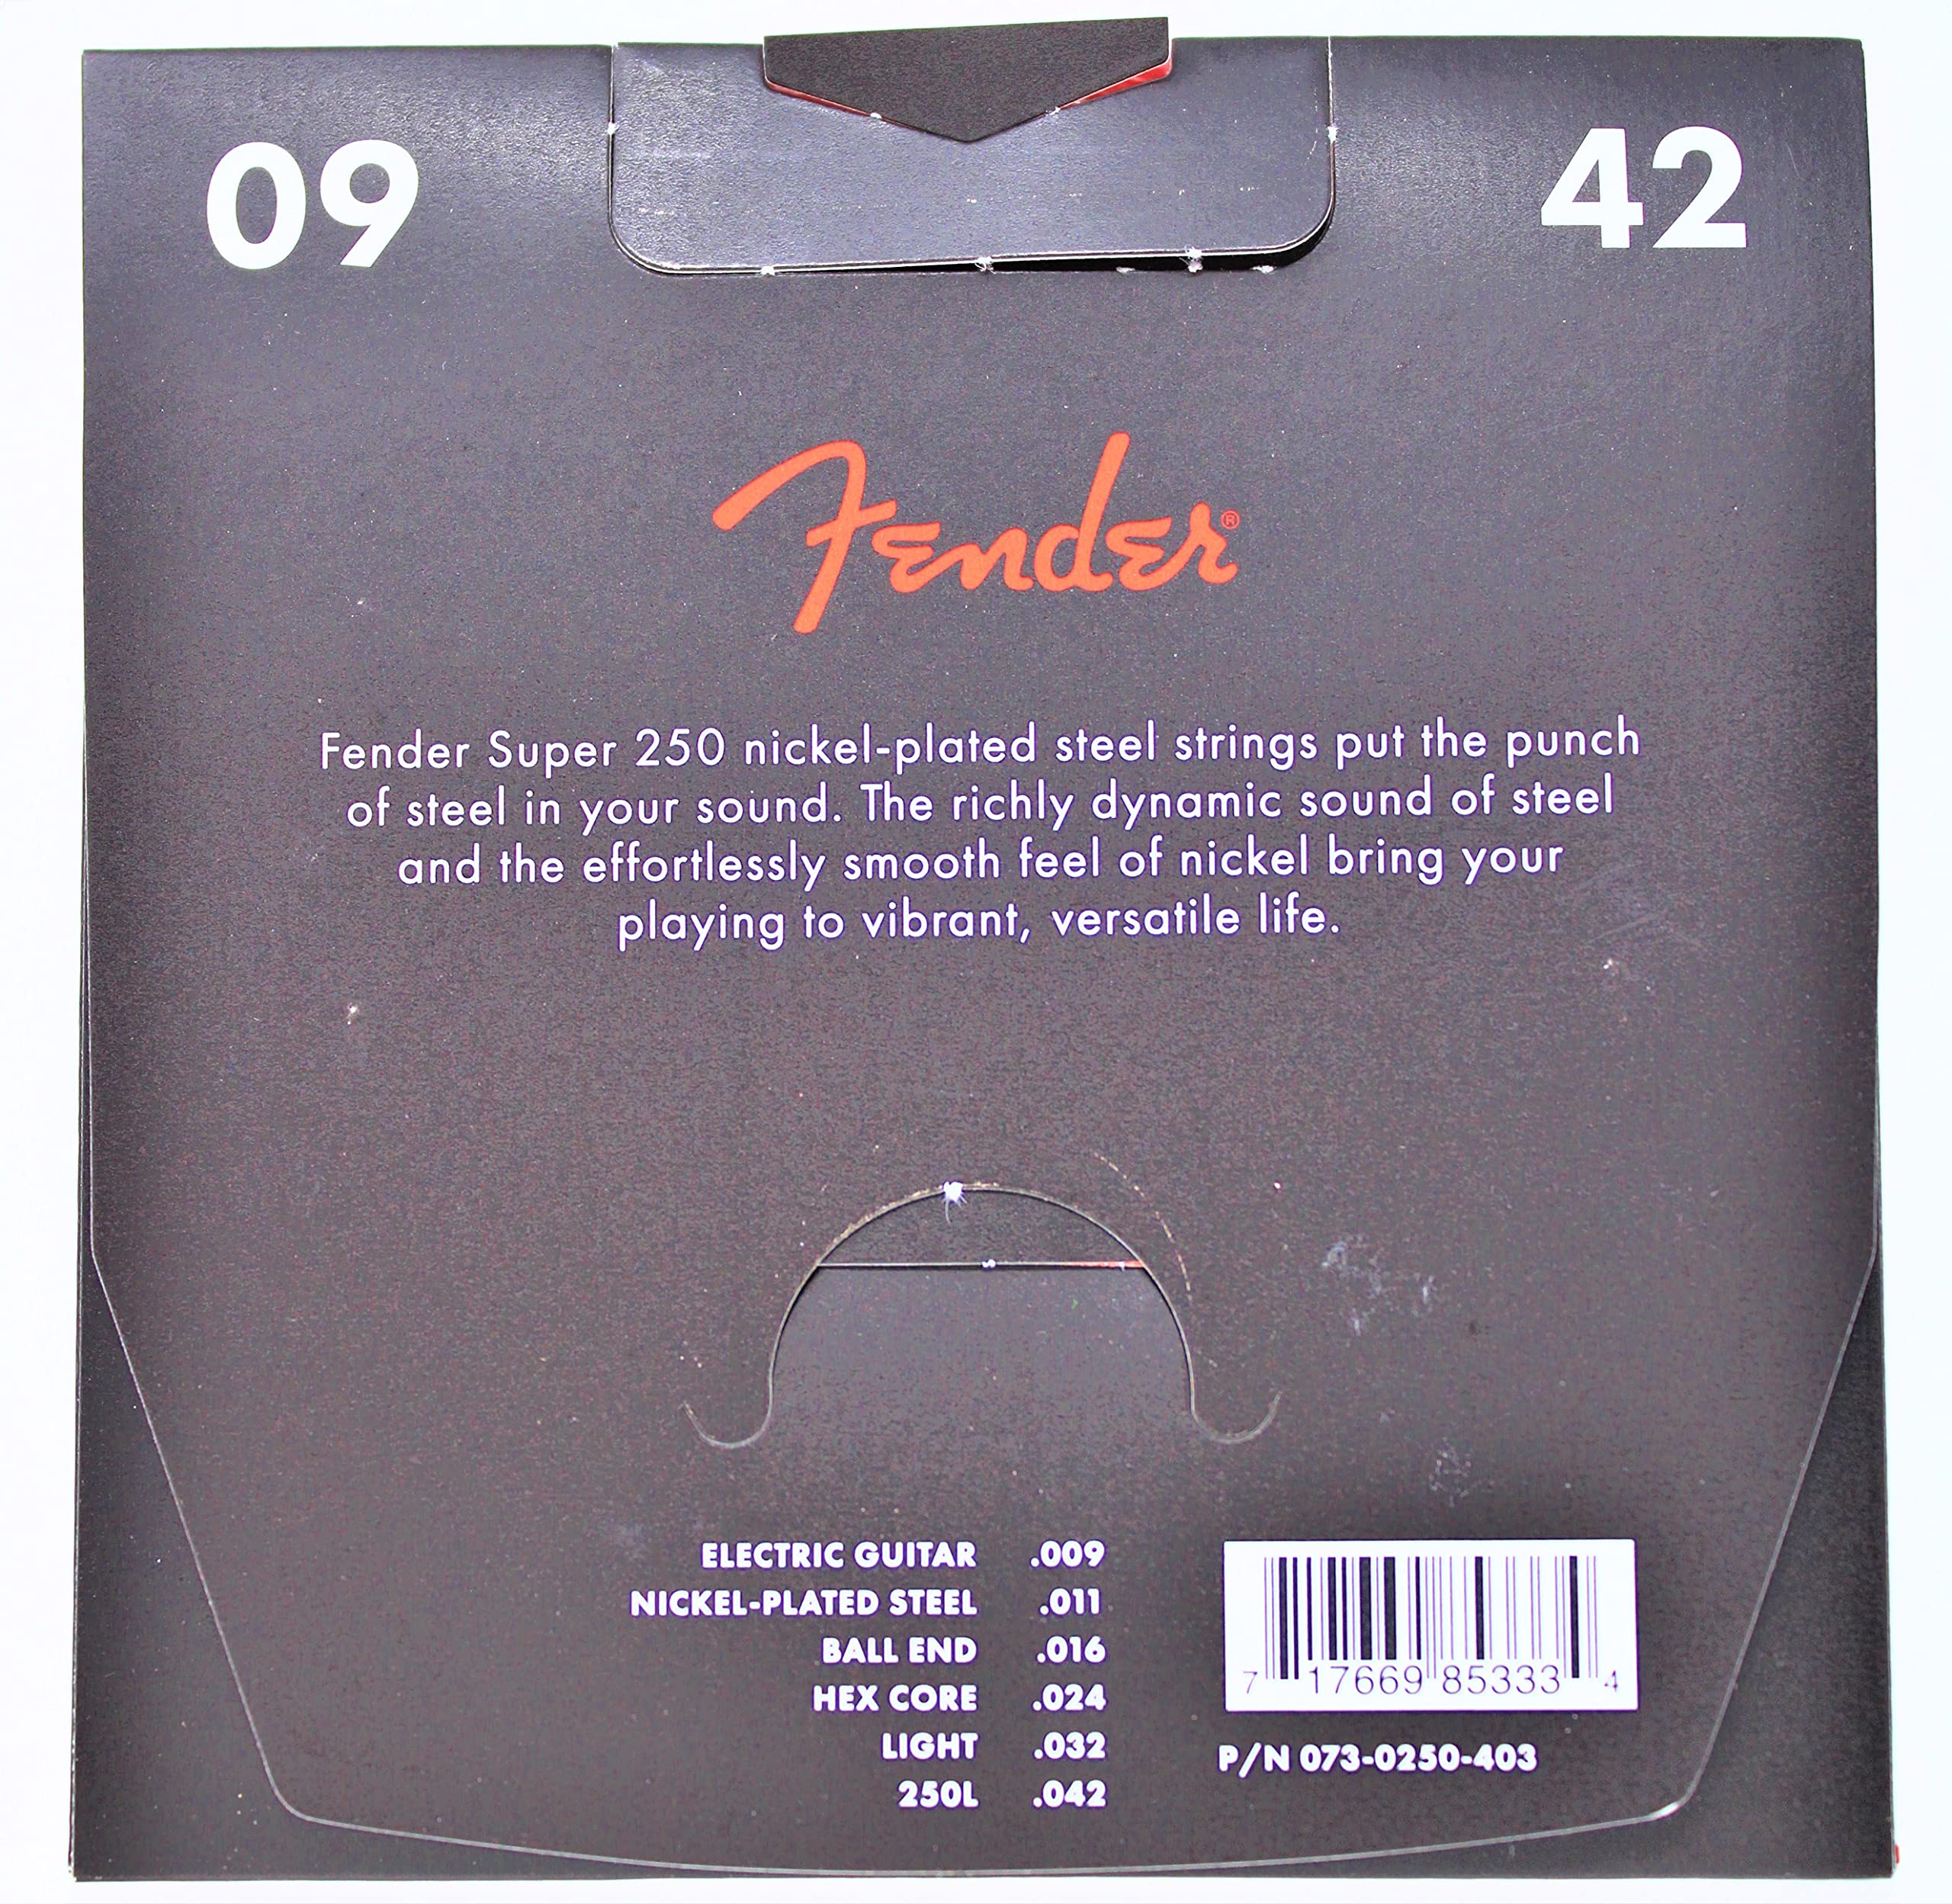 09 42
Fender®
Fender Super 250 nickel-plated steel strings put the punch
of steel in your sound. The richly dynamic sound of steel
and the effortlessly smooth feel of nickel bring your
playing to vibrant, versatile life.
ELECTRIC GUITAR .009
NICKEL-PLATED STEEL .011
BALL END .016
HEX CORE .024
LIGHT .032
250L .042
7 17669 85333 4
P/N 073-0250-403